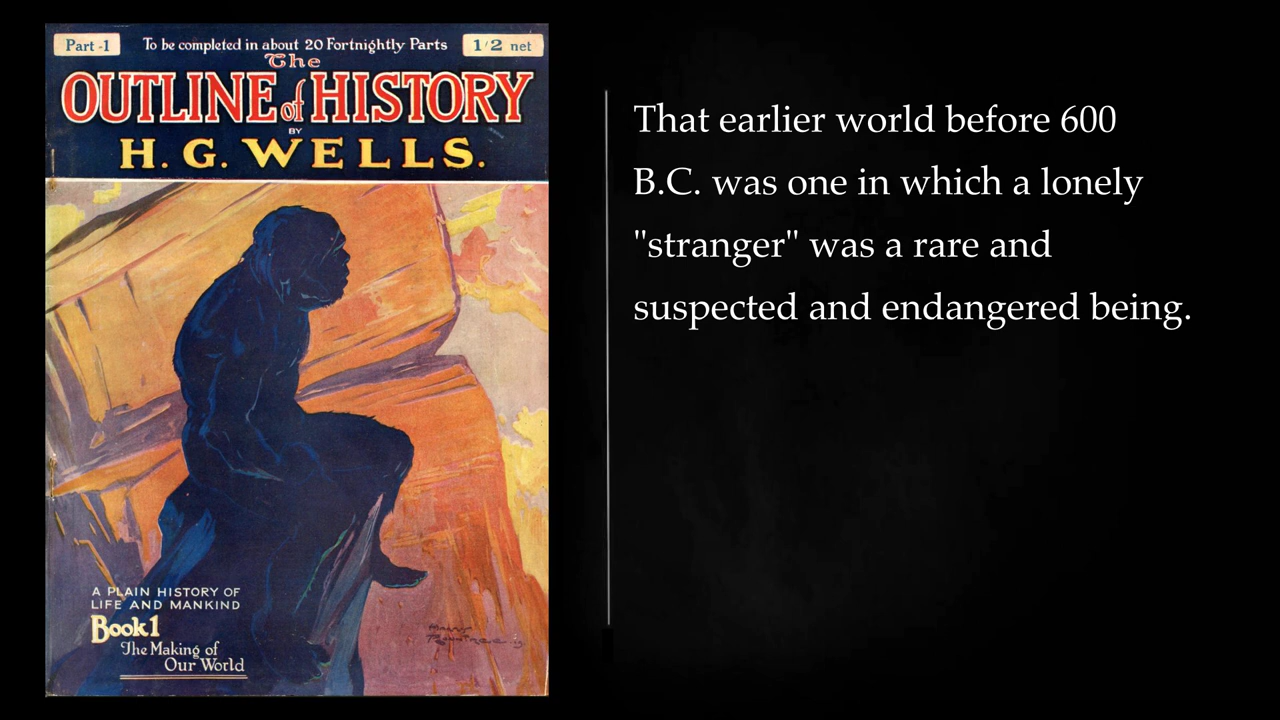 Part -1
To be completed in about 20 Fortnightly Parts
1/2 net
The
OUTLINE of HISTORY
BY
H. G. WELLS.
A PLAIN HISTORY OF
LIFE AND MANKIND
Book 1
The Making of
Our World
That earlier world before 600
B.C. was one in which a lonely
"stranger" was a rare and
suspected and endangered being.